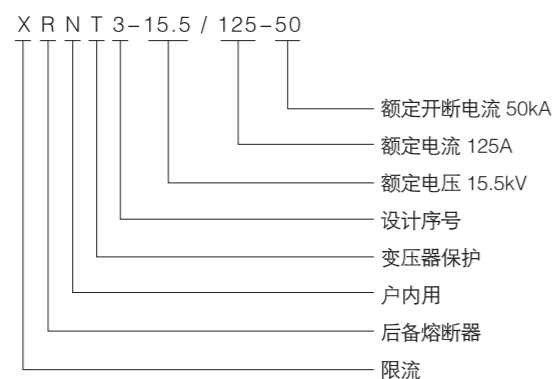 X R N T 3-15.5 / 125-50
额定开断电流 50kA
额定电流 125A
额定电压 15.5kV
设计序号
变压器保护
户内用
后备熔断器
限流